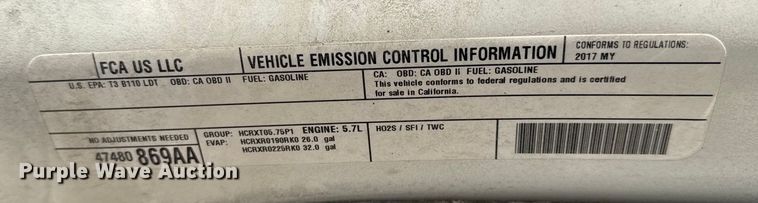 FCA US LLC
VEHICLE EMISSION CONTROL INFORMATION
CONFORMS TO REGULATIONS:
2017 MY
U.S. EPA: T3 B110 LDT OBD: CA OBD II FUEL: GASOLINE
CA: OBD: CA OBD II FUEL: GASOLINE
This vehicle conforms to federal regulations and is certified
for sale in California.
NO ADJUSTMENTS NEEDED
47480 869AA
GROUP: HCRXT05.75P1 ENGINE: 5.7L
EVAP: HCRXR0190RK0 26.0 gal
HCRXR0225RK0 32.0 gal
HO2S / SFI / TWC
Purple Wave Auction